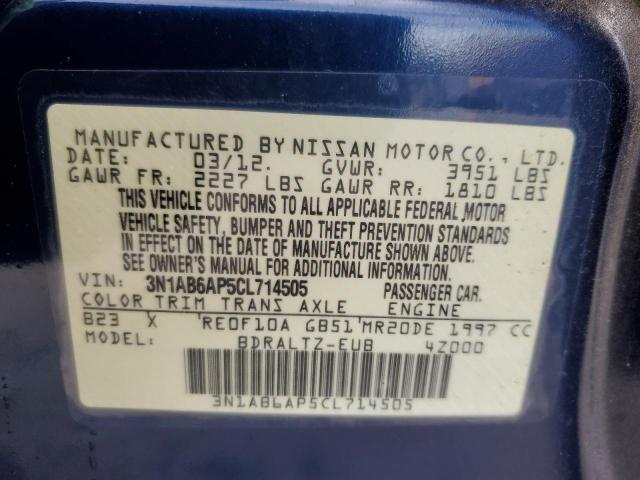 MANUFACTURED BY NISSAN MOTOR CO., LTD.
DATE: 03/12. GVWR: 3951 LBS
GAWR FR: 2227 LBS GAWR RR: 1810 LBS
THIS VEHICLE CONFORMS TO ALL APPLICABLE FEDERAL MOTOR
VEHICLE SAFETY, BUMPER AND THEFT PREVENTION STANDARDS
IN EFFECT ON THE DATE OF MANUFACTURE SHOWN ABOVE.
SEE OWNER'S MANUAL FOR ADDITIONAL INFORMATION.
VIN: 3N1AB6AP5CL714505 PASSENGER CAR.
COLOR TRIM TRANS AXLE ENGINE
B23 X RE0F10A GB51 MR20DE 1997 CC
MODEL: BDRALTZ-EUB 4Z000
3N1AB6AP5CL714505